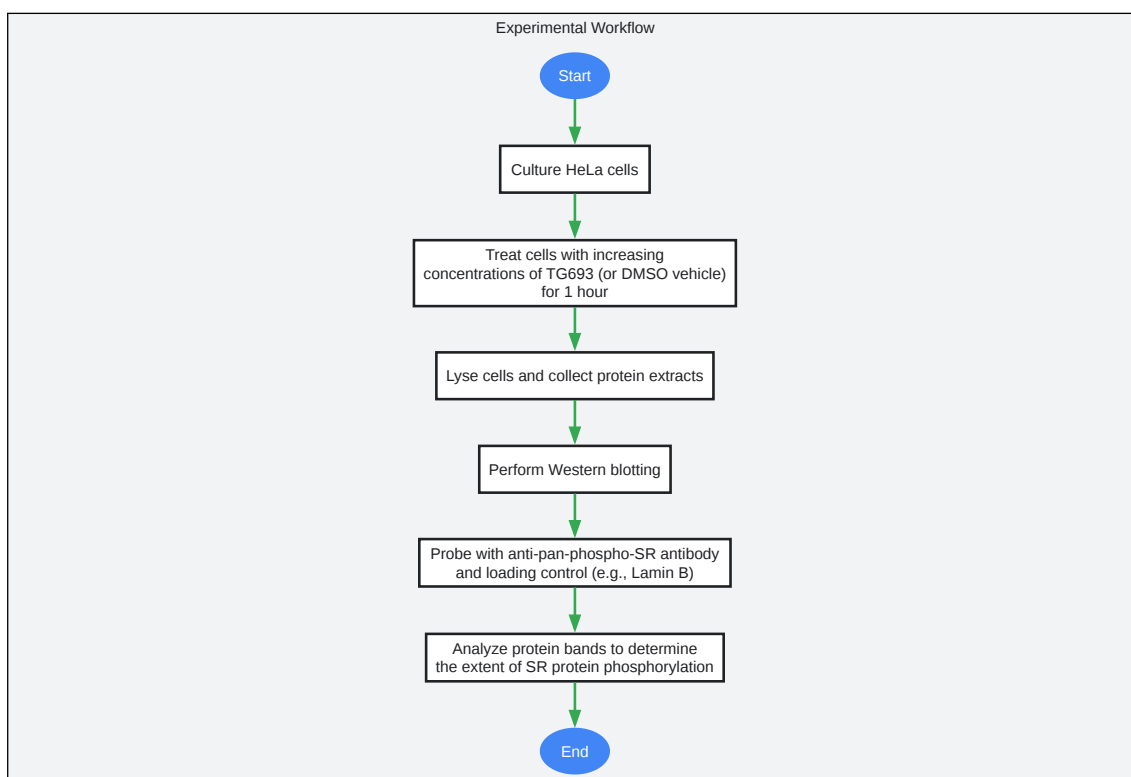 Experimental Workflow
Start
Culture HeLa cells
Treat cells with increasing
concentrations of TG693 (or DMSO vehicle)
for 1 hour
Lyse cells and collect protein extracts
Perform Western blotting
Probe with anti-pan-phospho-SR antibody
and loading control (e.g., Lamin B)
Analyze protein bands to determine
the extent of SR protein phosphorylation
End